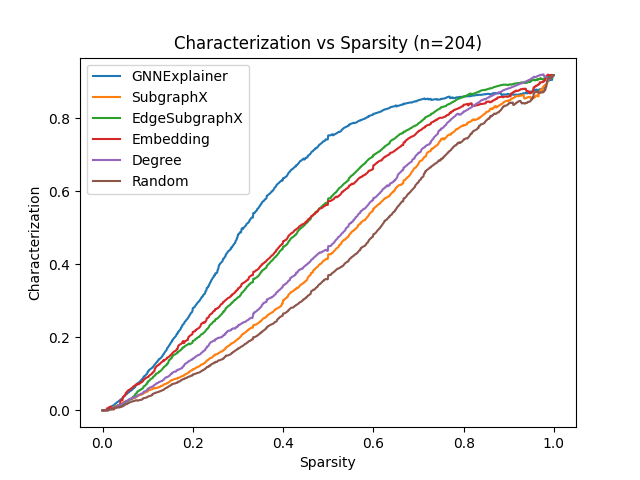 Characterization vs Sparsity (n=204)
GNNExplainer
SubgraphX
EdgeSubgraphX
Embedding
Degree
Random
Characterization
0.8
0.6
0.4
0.2
0.0
0.0 0.2 0.4 0.6 0.8 1.0
Sparsity